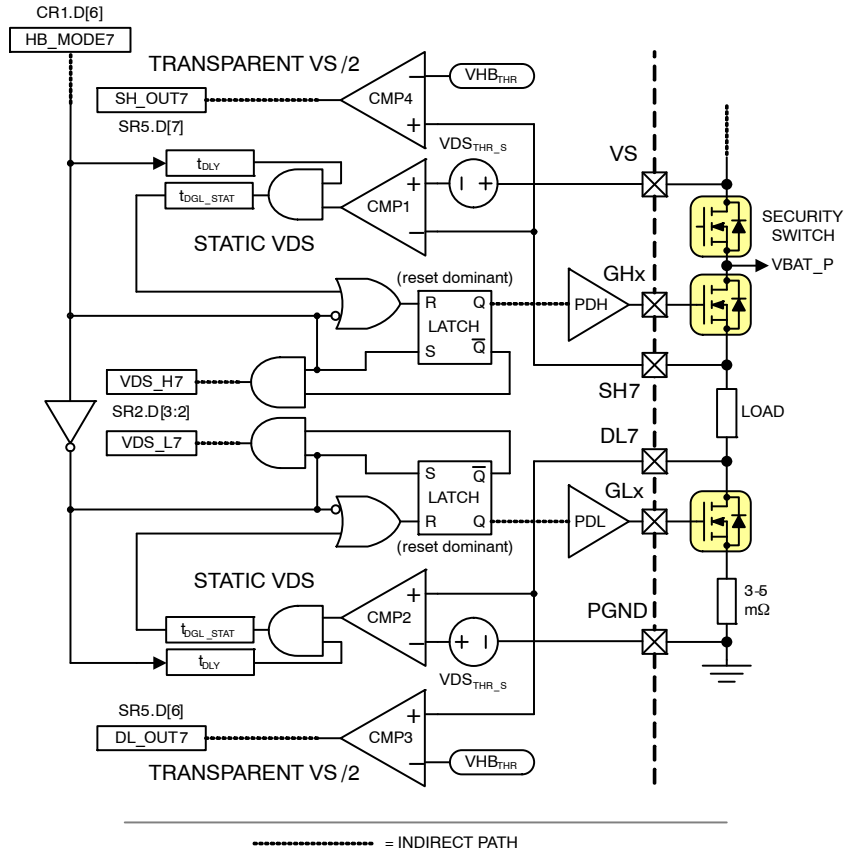 CR1.D[6]
HB_MODE7
TRANSPARENT VS/2
SH_OUT7
SR5.D[7]
CMP4
VHBTHR
VDSTHR_S
VS
tDLY
tDGL_STAT
CMP1
STATIC VDS
SECURITY
SWITCH
VBAT_P
(reset dominant)
GHx
R
Q
LATCH
S
Q
PDH
SH7
VDS_H7
SR2.D[3:2]
VDS_L7
LOAD
DL7
S
Q
LATCH
R
Q
GLx
PDL
(reset dominant)
STATIC VDS
CMP2
PGND
3-5
mΩ
tDGL_STAT
tDLY
VDSTHR_S
SR5.D[6]
DL_OUT7
CMP3
VHBTHR
TRANSPARENT VS/2
= INDIRECT PATH